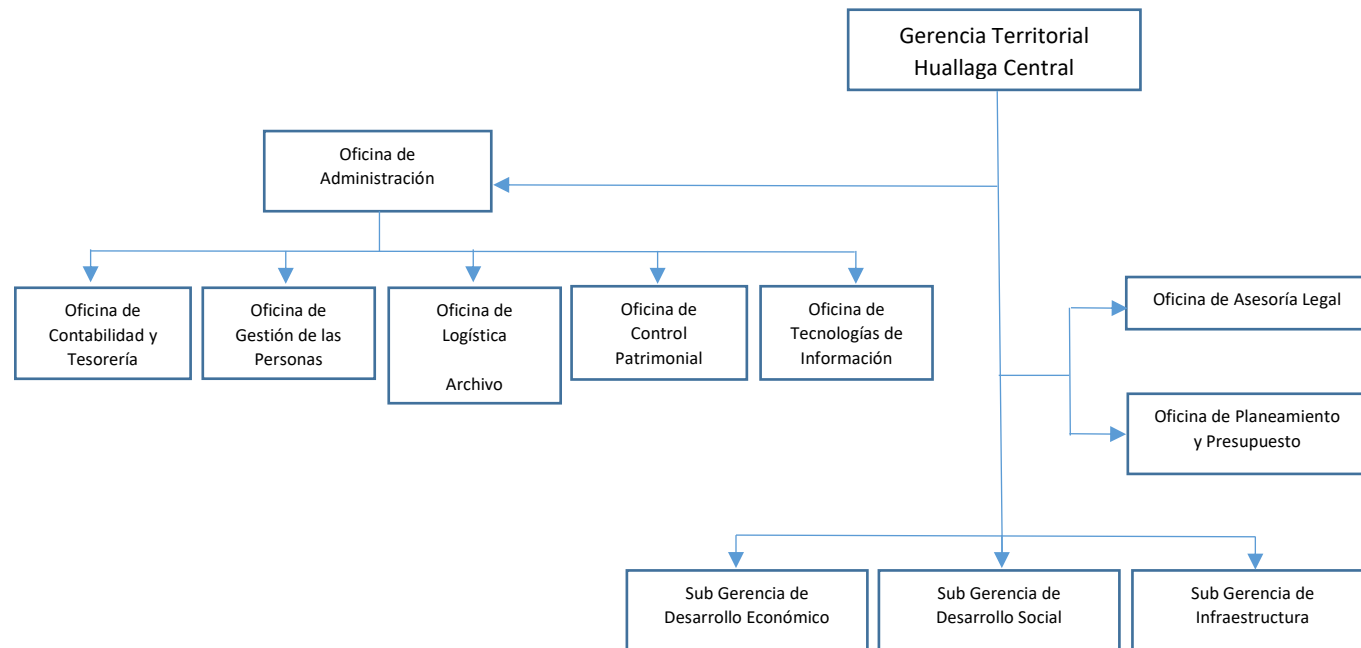 Gerencia Territorial
Huallaga Central
Oficina de
Administración
Oficina de
Contabilidad y
Tesorería
Oficina de
Gestión de las
Personas
Oficina de
Logística
Archivo
Oficina de
Control
Patrimonial
Oficina de
Tecnologías de
Información
Oficina de Asesoría Legal
Oficina de Planeamiento
y Presupuesto
Sub Gerencia de
Desarrollo Económico
Sub Gerencia de
Desarrollo Social
Sub Gerencia de
Infraestructura